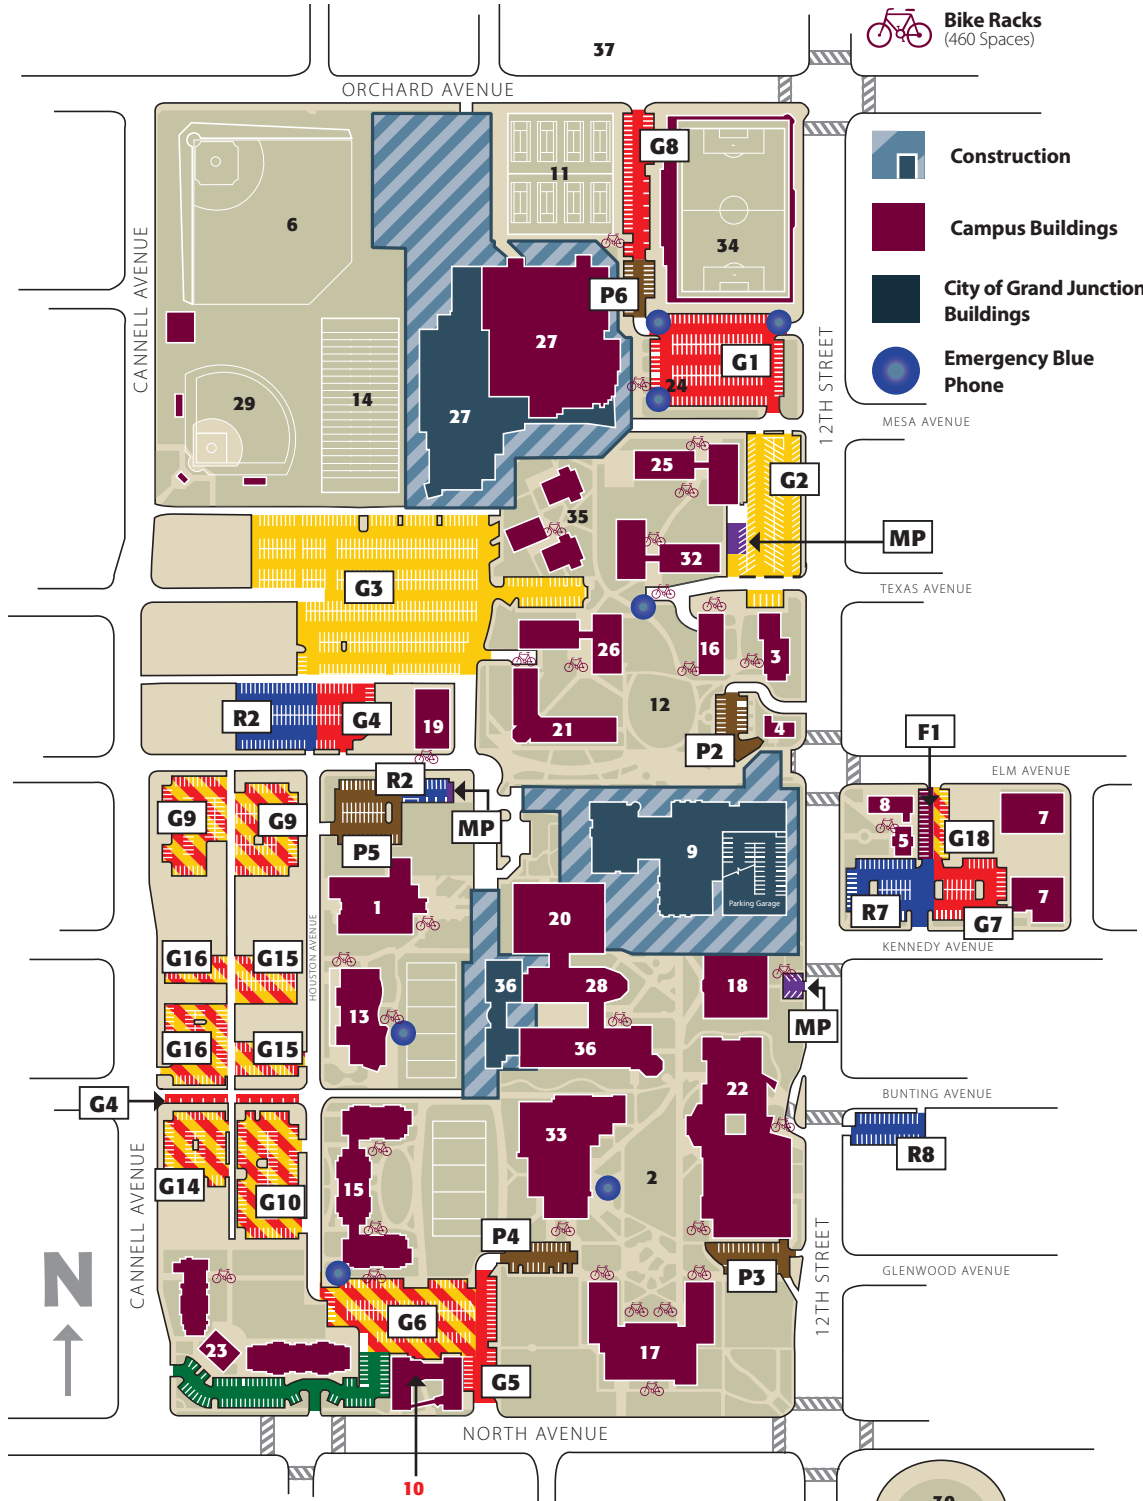 Bike Racks
(460 Spaces)
37
ORCHARD AVENUE
Construction
Campus Buildings
City of Grand Junction
Buildings
Emergency Blue
Phone
G8
11
6
34
CANNELL AVENUE
P6
27
G1
24
12TH STREET
MESA AVENUE
29
14
27
25
G2
35
MP
32
TEXAS AVENUE
G3
26
16
3
12
R2
G4
19
21
4
P2
F1
ELM AVENUE
R2
MP
G9
G9
P5
8
7
5
G18
9
Parking Garage
R7
G7
7
1
20
KENNEDY AVENUE
HOUSTON AVENUE
G16
G15
36
28
18
13
MP
G16
G15
36
22
BUNTING AVENUE
G4
33
R8
G14
15
2
G10
CANNELL AVENUE
P4
P3
12TH STREET
GLENWOOD AVENUE
N
G6
23
17
G5
NORTH AVENUE
10